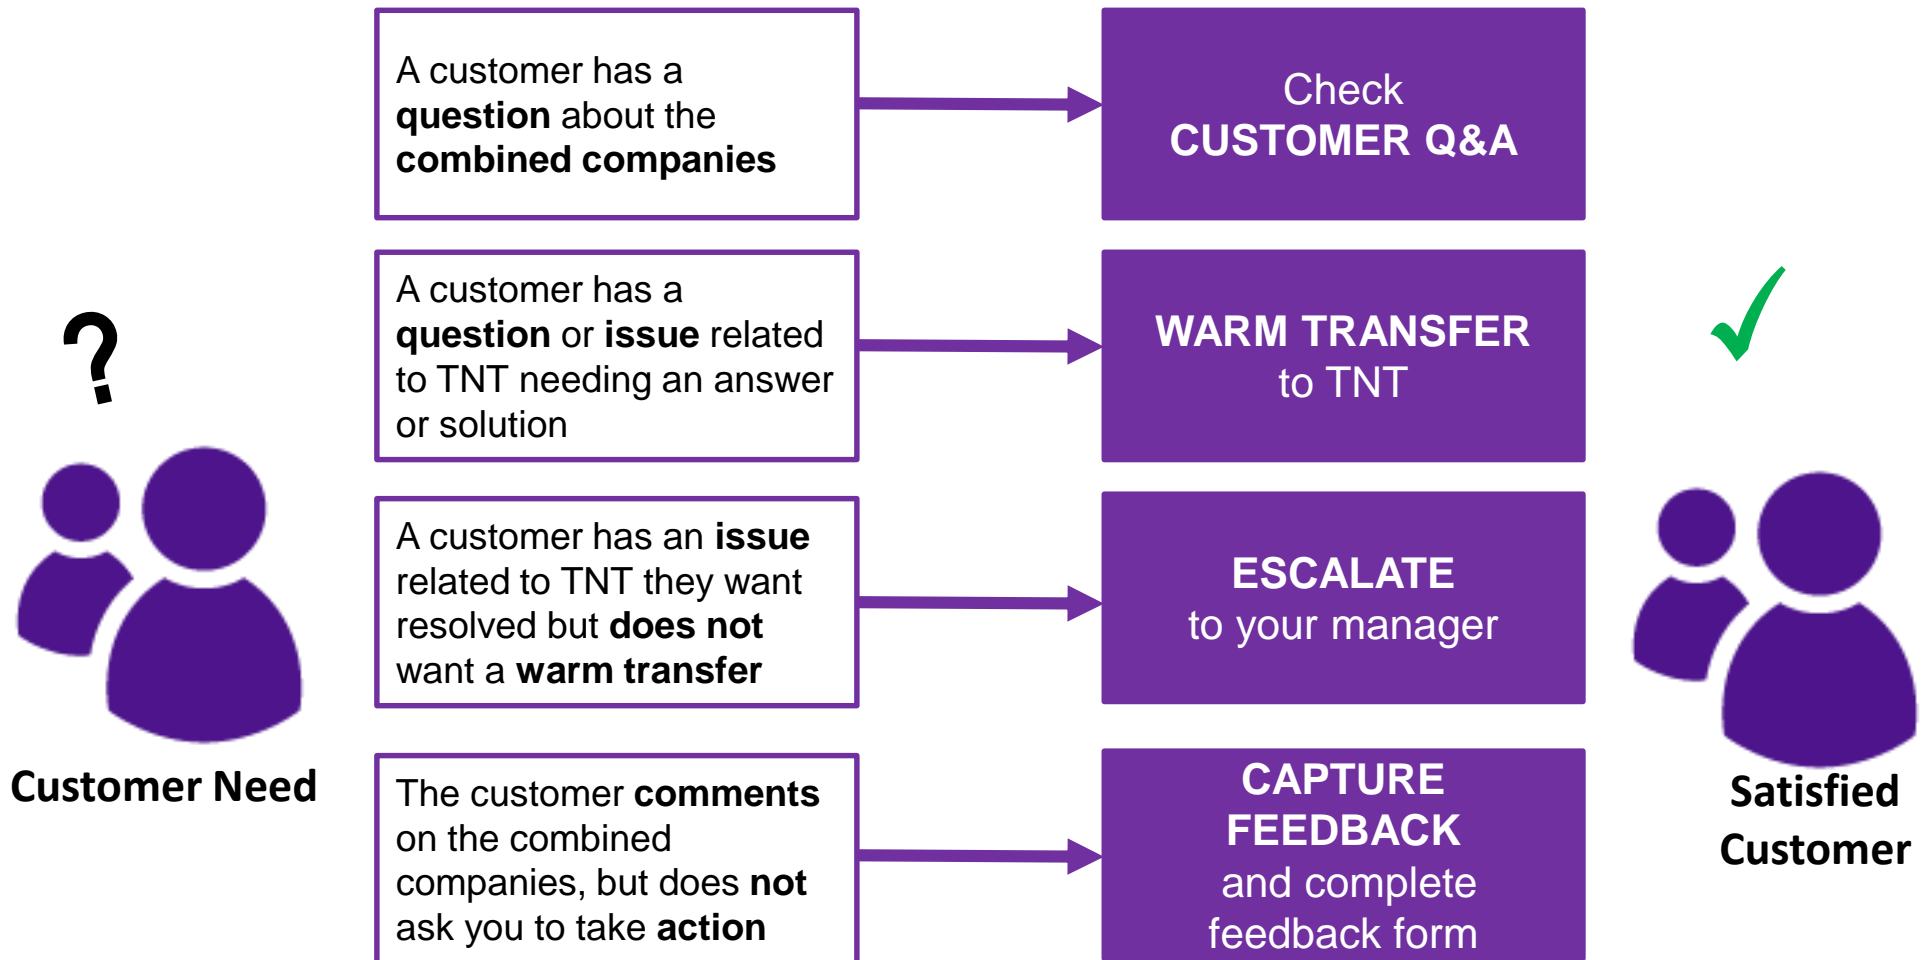 A customer has a
question about the
combined companies
Check
CUSTOMER Q&A
A customer has a
question or issue related
to TNT needing an answer
or solution
WARM TRANSFER
to TNT
?
A customer has an issue
related to TNT they want
resolved but does not
want a warm transfer
ESCALATE
to your manager
Customer Need
The customer comments
on the combined
companies, but does not
ask you to take action
CAPTURE
FEEDBACK
and complete
feedback form
Satisfied
Customer